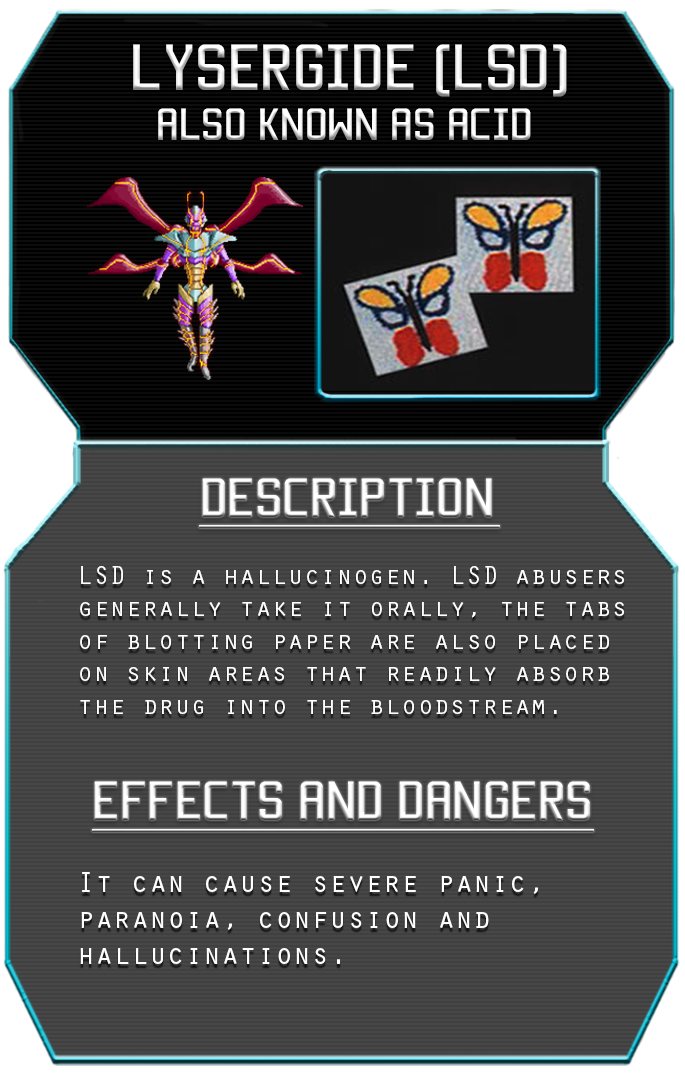 LYSERGIDE (LSD)
ALSO KNOWN AS ACID
DESCRIPTION
LSD IS A HALLUCINOGEN. LSD ABUSERS
GENERALLY TAKE IT ORALLY, THE TABS
OF BLOTTING PAPER ARE ALSO PLACED
ON SKIN AREAS THAT READILY ABSORB
THE DRUG INTO THE BLOODSTREAM.
EFFECTS AND DANGERS
IT CAN CAUSE SEVERE PANIC,
PARANOIA, CONFUSION AND
HALLUCINATIONS.